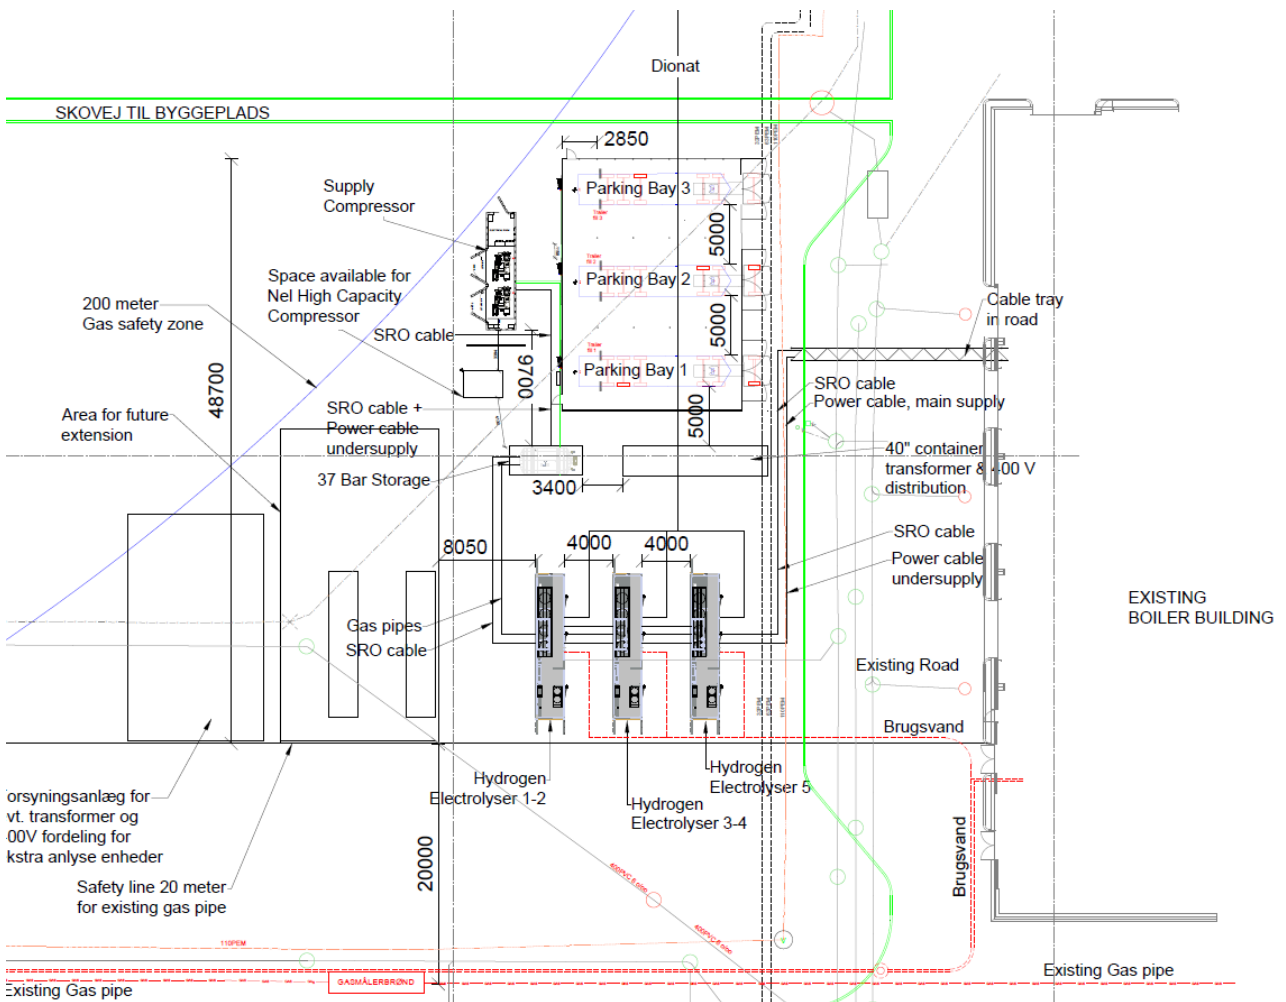 Dionat
SKOVEJ TIL BYGGEPLADS
2850
Supply
Compressor
Parking Bay 3
5000
Space available for
Nel High Capacity
Compressor
Parking Bay 2
200 meter
Gas safety zone
Cable tray
in road
SRO cable
5000
48700
9700
Parking Bay 1
SRO cable
Power cable, main supply
Area for future
extension
SRO cable +
Power cable
undersupply
5000
40" container
transformer & 400 V
distribution
37 Bar Storage
3400
SRO cable
8050
4000
4000
Power cable
undersupply
EXISTING
BOILER BUILDING
Gas pipes
SRO cable
Existing Road
Brugsvand
Hydrogen
Electrolyser 1-2
Hydrogen
Electrolyser 5
Hydrogen
Electrolyser 3-4
orsyningsanlæg for
vt. transformer og
00V fordeling for
kstra anlyse enheder
Brugsvand
20000
Safety line 20 meter
for existing gas pipe
110PEM
GASMÅLERBRØND
Existing Gas pipe
Existing Gas pipe